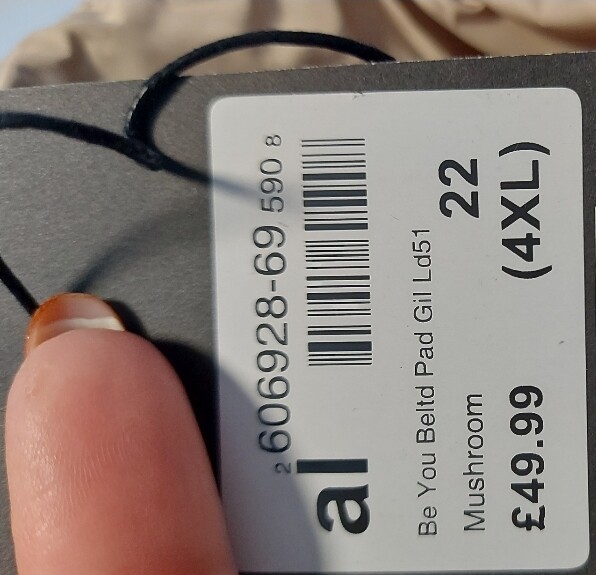 2 606928-69 590 8
al
Be You Beltd Pad Gil Ld51
Mushroom 22
£49.99 (4XL)